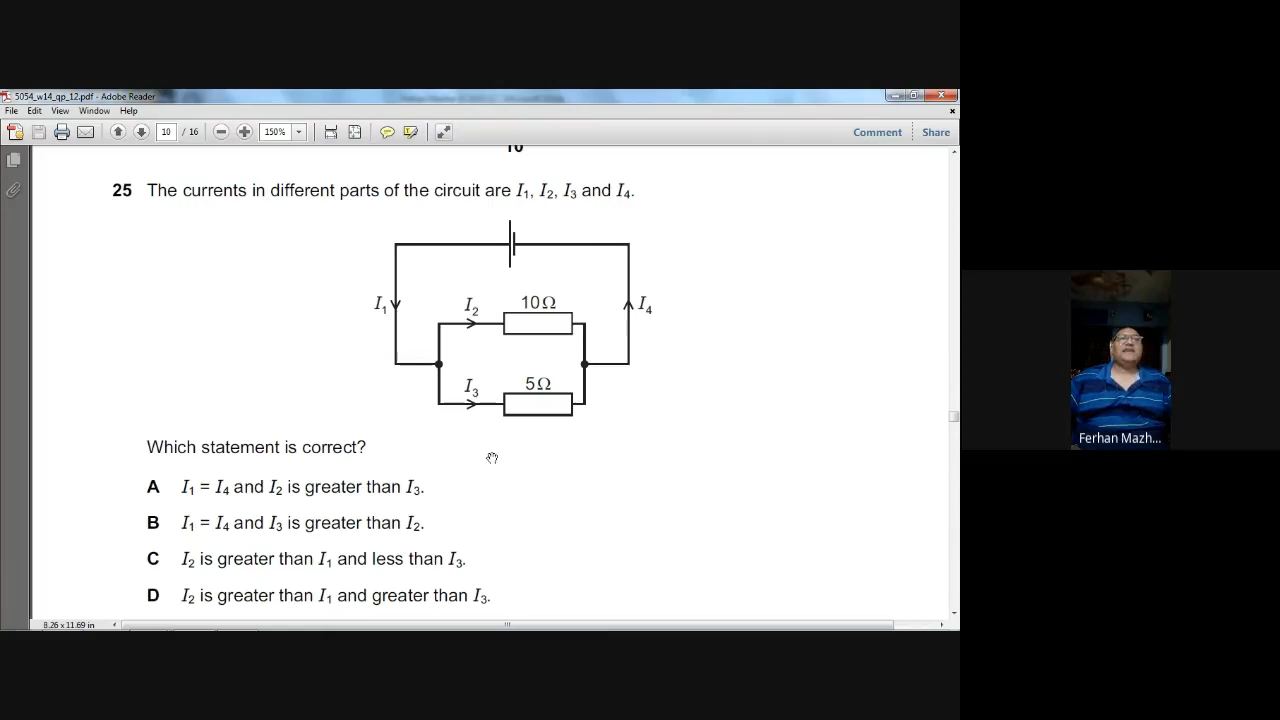 5054_w14_qp_12.pdf - Adobe Reader
File Edit View Window Help
10 / 16 150% Comment Share
10
25 The currents in different parts of the circuit are I₁, I₂, I₃ and I₄.
I₁ I₂ 10Ω I₄
I₃ 5Ω
Which statement is correct?
A I₁ = I₄ and I₂ is greater than I₃.
B I₁ = I₄ and I₃ is greater than I₂.
C I₂ is greater than I₁ and less than I₃.
D I₂ is greater than I₁ and greater than I₃.
8.26 x 11.69 in
Ferhan Mazh...